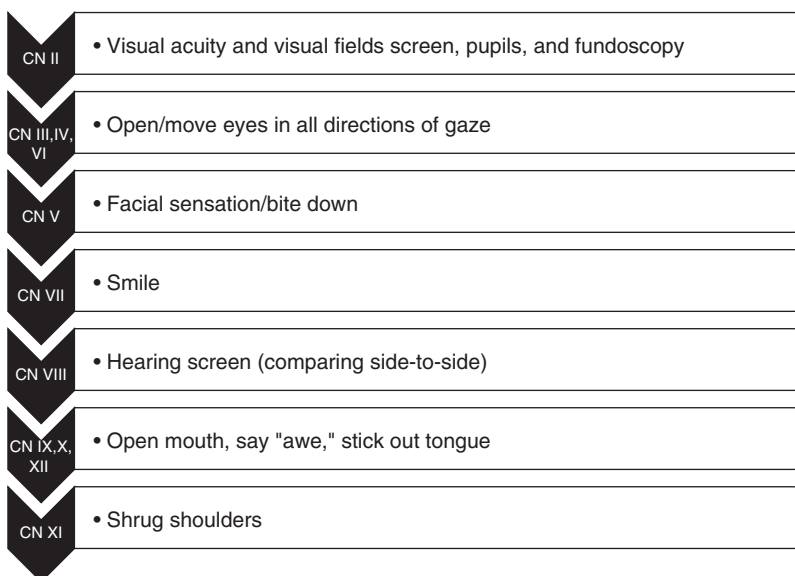 CN II
• Visual acuity and visual fields screen, pupils, and fundoscopy
CN III,IV,
VI
• Open/move eyes in all directions of gaze
CN V
• Facial sensation/bite down
CN VII
• Smile
CN VIII
• Hearing screen (comparing side-to-side)
CN IX,X,
XII
• Open mouth, say "awe," stick out tongue
CN XI
• Shrug shoulders